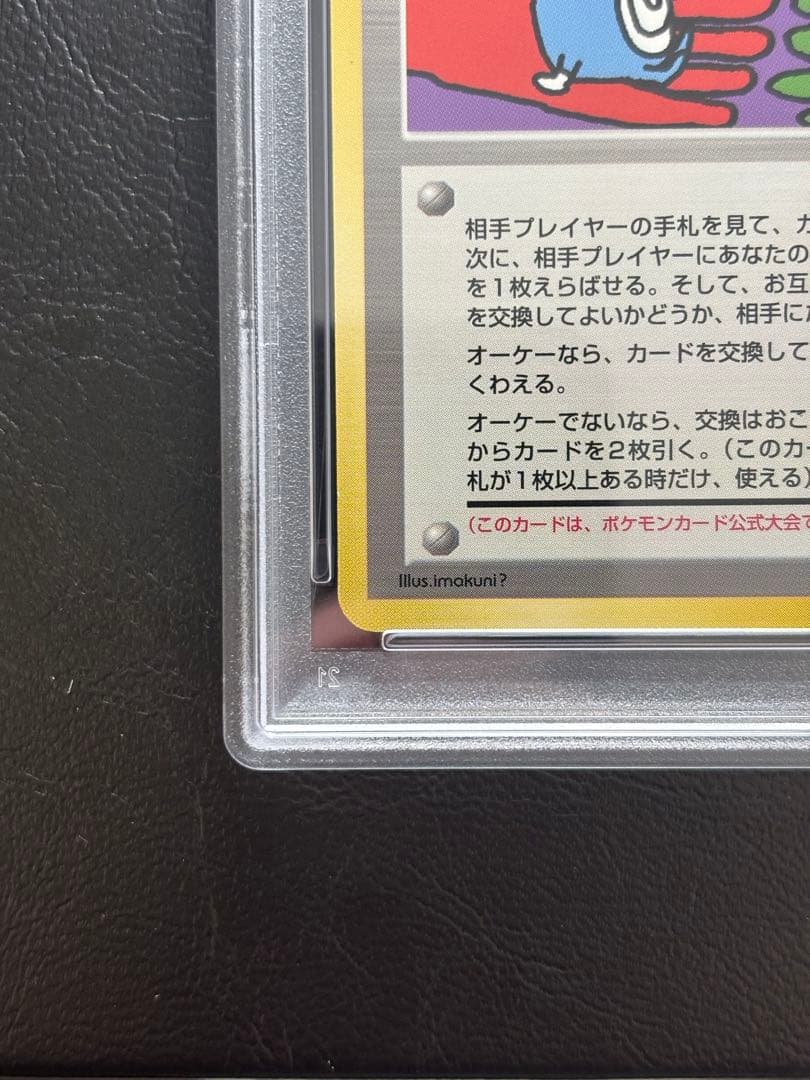 相手プレイヤーの手札を見て、カ
次に、相手プレイヤーにあなたの
を1枚えらばせる。そして、お互
を交換してよいかどうか、相手にた
オーケーなら、カードを交換して
くわえる。
オーケーでないなら、交換はおこ
からカードを2枚引く。(このカー
札が1枚以上ある時だけ、使える)
(このカードは、ポケモンカード公式大会で
Illus.imakuni?
21